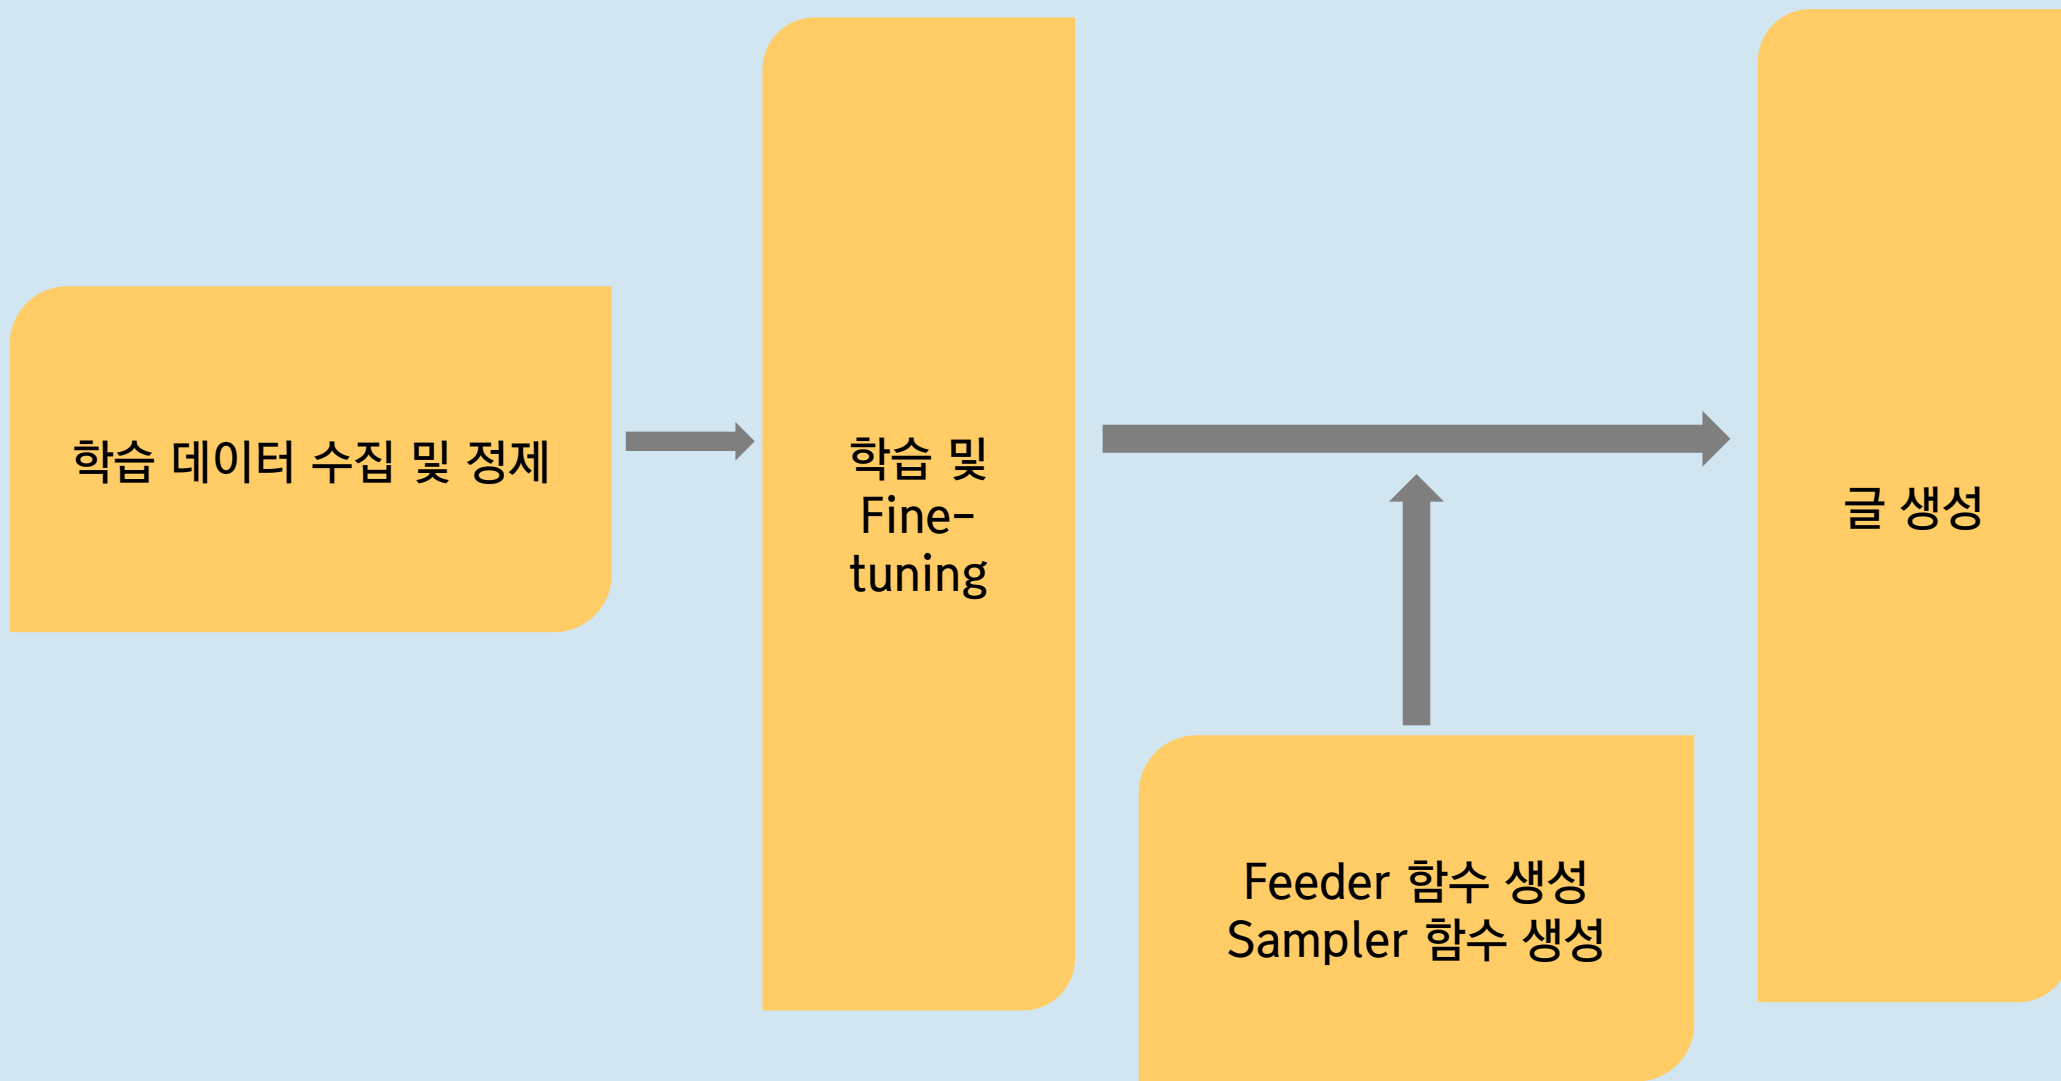 학습 데이터 수집 및 정제
학습 및
Fine-
tuning
글 생성
Feeder 함수 생성
Sampler 함수 생성